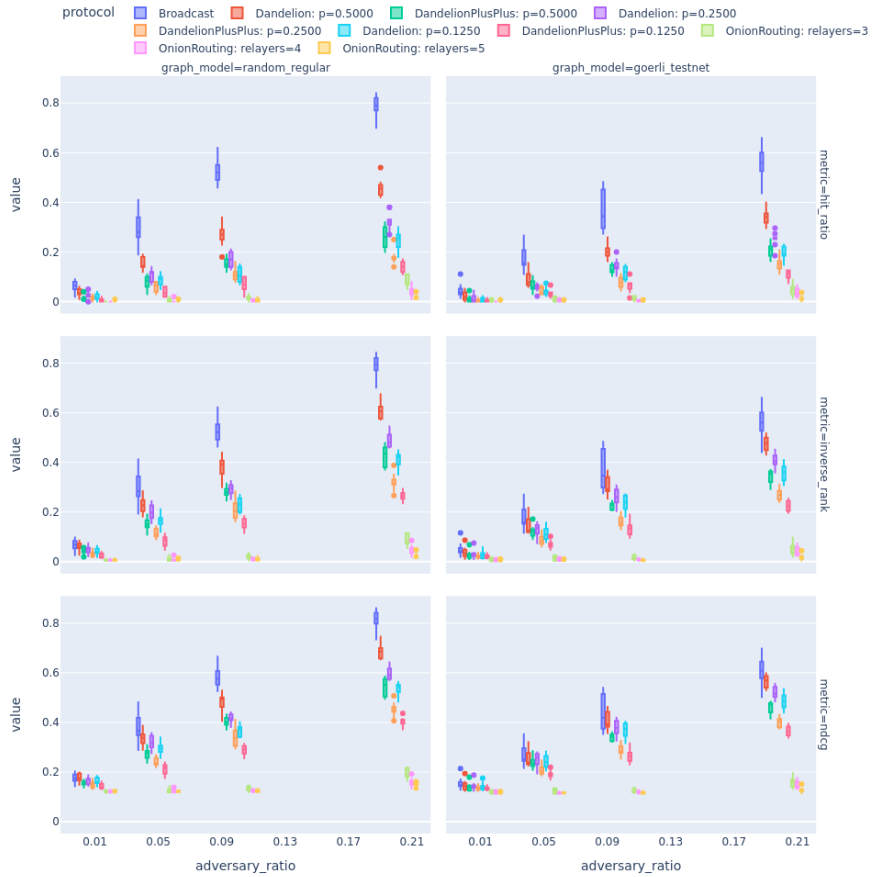 protocol
Broadcast Dandelion: p=0.5000 DandelionPlusPlus: p=0.5000 Dandelion: p=0.2500
DandelionPlusPlus: p=0.2500 Dandelion: p=0.1250 DandelionPlusPlus: p=0.1250 OnionRouting: relayers=3
OnionRouting: relayers=4 OnionRouting: relayers=5
graph_model=random_regular graph_model=goerli_testnet
0.8
0.6
0.4
0.2
0
value
metric=hit_ratio
0.8
0.6
0.4
0.2
0
value
metric=inverse_rank
0.8
0.6
0.4
0.2
0
value
metric=ndcg
0.01 0.05 0.09 0.13 0.17 0.21 0.01 0.05 0.09 0.13 0.17 0.21
adversary_ratio adversary_ratio